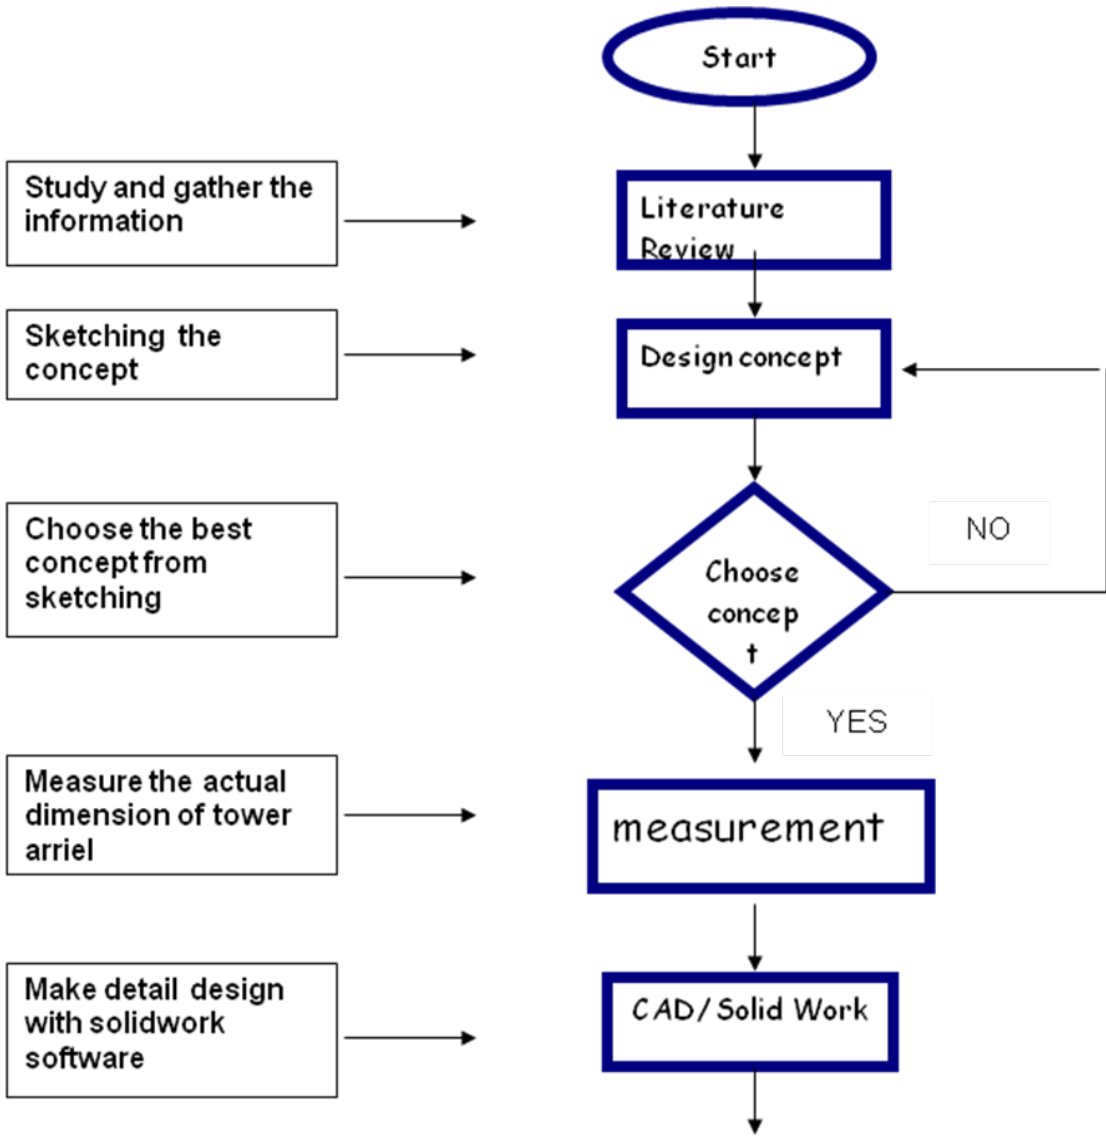 Start
Study and gather the
information
Literature
Review
Sketching the
concept
Design concept
Choose the best
concept from
sketching
NO
Choose
concep
t
YES
Measure the actual
dimension of tower
arriel
measurement
Make detail design
with solidwork
software
CAD/Solid Work